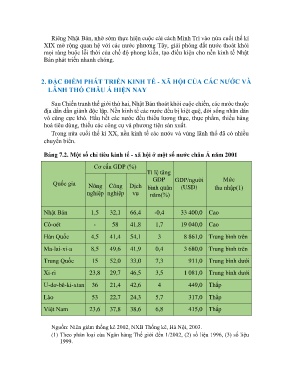 Riêng Nhật Bản, nhờ sớm thực hiện cuộc cải cách Minh Trị vào nửa cuối thế kỉ
XIX mở rộng quan hệ với các nước phương Tây, giải phóng đất nước thoát khỏi
mọi ràng buộc lỗi thời của chế độ phong kiến, tạo điều kiện cho nền kinh tế Nhật
Bản phát triển nhanh chóng.
2. ĐẶC ĐIỂM PHÁT TRIỂN KINH TẾ - XÃ HỘI CỦA CÁC NƯỚC VÀ
LÃNH THỔ CHÂU Á HIỆN NAY
Sau Chiến tranh thế giới thứ hai, Nhật Bản thoát khỏi cuộc chiến, các nước thuộc
địa dần dần giành độc lập. Nền kinh tế các nước đều bị kiệt quệ, đời sống nhân dân
vô cùng cực khổ. Hầu hết các nước đều thiếu lương thực, thực phẩm, thiếu hàng
hoá tiêu dùng, thiếu các công cụ và phương tiện sản xuất.
Trong nửa cuối thế kỉ XX, nền kinh tế các nước và vùng lãnh thổ đã có nhiều
chuyển biến.
Bảng 7.2. Một số chỉ tiêu kinh tế - xã hội ở một số nước châu Á năm 2001
Quốc gia Cơ cấu GDP (%) Tỉ lệ tăng GDP bình quân năm(%) GDP/người (USD) Mức thu nhập(1)
Nông nghiệp Công nghiệp Dịch vụ
Nhật Bản 1,5 32,1 66,4 -0,4 33 400,0 Cao
Cô-oét - 58 41,8 1,7 19 040,0 Cao
Hàn Quốc 4,5 41,4 54,1 3 8 861,0 Trung bình trên
Ma-lai-xi-a 8,5 49,6 41,9 0,4 3 680,0 Trung bình trên
Trung Quốc 15 52,0 33,0 7,3 911,0 Trung bình dưới
Xi-ri 23,8 29,7 46,5 3,5 1 081,0 Trung bình dưới
U-dơ-bê-ki-xtan 36 21,4 42,6 4 449,0 Thấp
Lào 53 22,7 24,3 5,7 317,0 Thấp
Việt Nam 23,6 37,8 38,6 6,8 415,0 Thấp
Nguồn: Niên giám thống kê 2002, NXB Thống kê, Hà Nội, 2003.
(1) Theo phân loại của Ngân hàng Thế giới đến 1/2002, (2) số liệu 1996, (3) số liệu
1999.